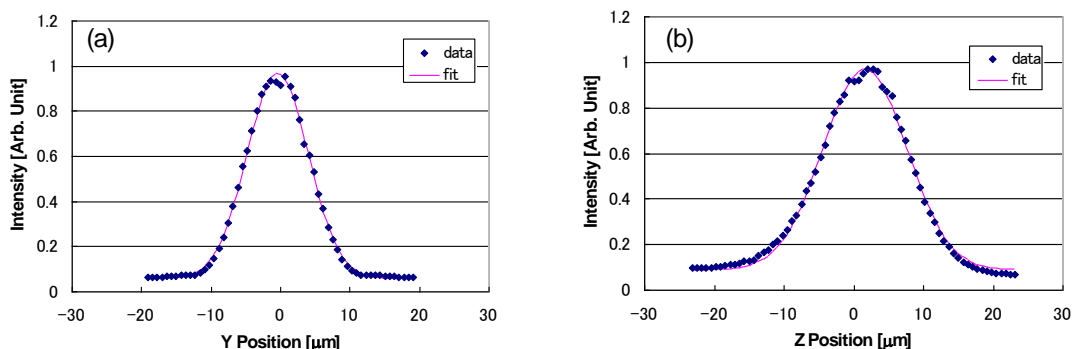 (a)
Intensity [Arb. Unit]
1.2
1
0.8
0.6
0.4
0.2
0
−30 −20 −10 0 10 20 30
Y Position [μm]
data
fit
(b)
Intensity [Arb. Unit]
1.2
1
0.8
0.6
0.4
0.2
0
−30 −20 −10 0 10 20 30
Z Position [μm]
data
fit